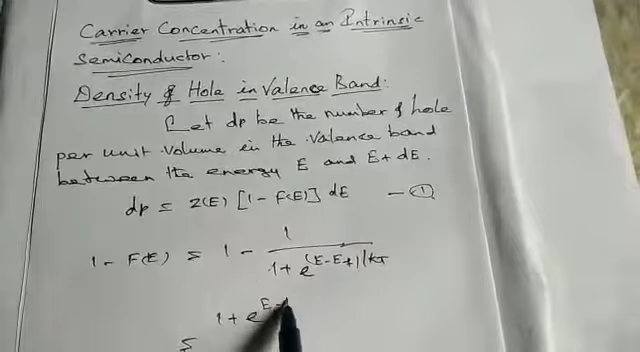 Carrier Concentration in an Intrinsic
Semiconductor:
Density of Hole in Valence Band:
Let dp be the number of hole
per unit volume in the valence band
between the energy E and E+dE.
dp = Z(E) [1 - F(E)] dE — ①
1 - F(E) = 1 - 1 / 1 + e^(E-Ef)/kT
1 + e^E-
=